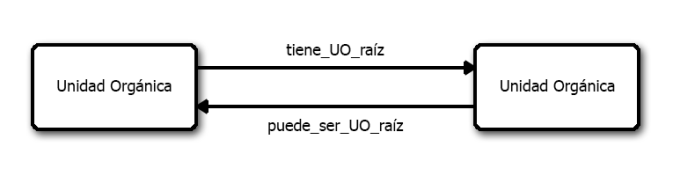 tiene_UO_raíz
Unidad Orgánica
Unidad Orgánica
puede_ser_UO_raíz